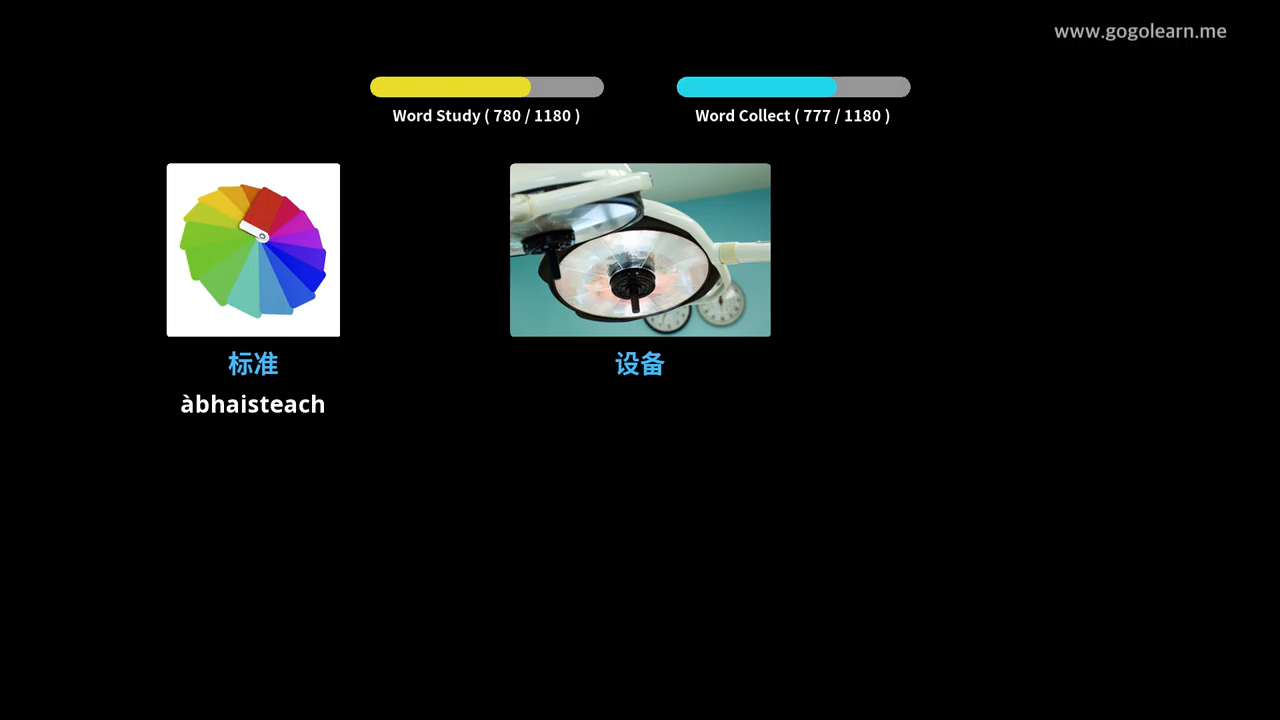 www.gogolearn.me
Word Study ( 780 / 1180 )
Word Collect ( 777 / 1180 )
标准
设备
àbhaisteach